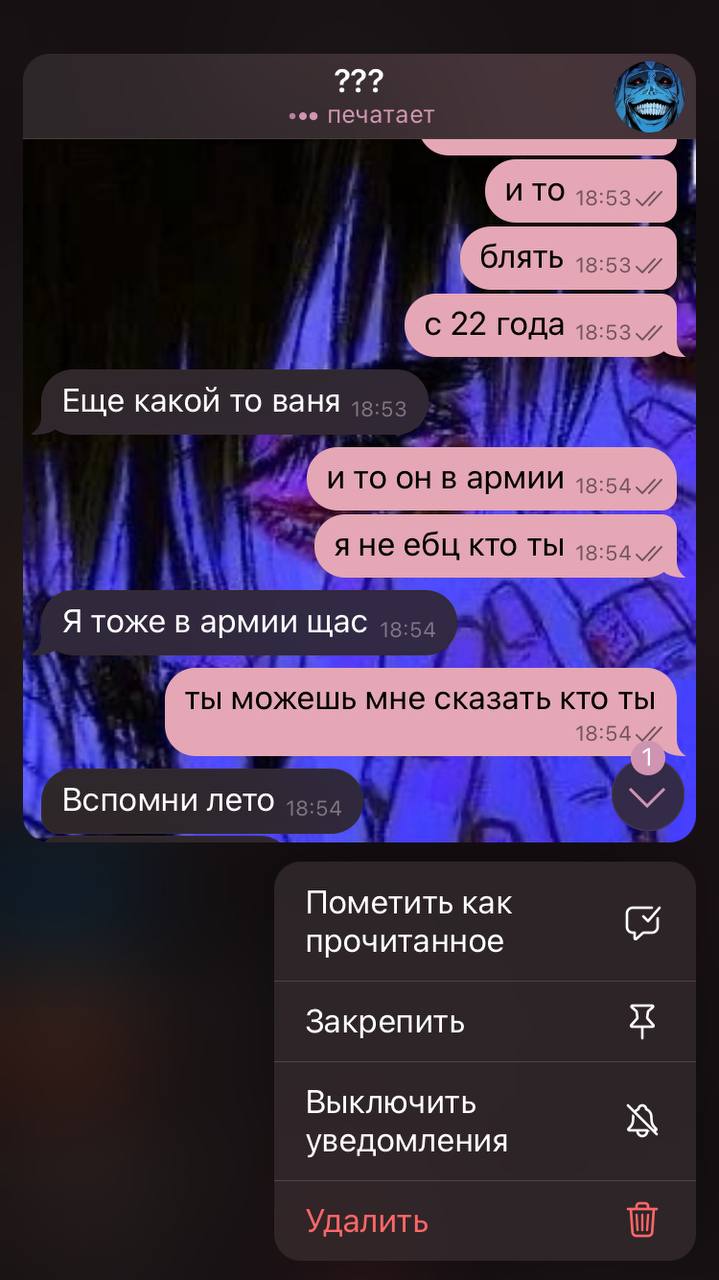 ???
••• печатает
и то 18:53
блять 18:53
с 22 года 18:53
Еще какой то ваня 18:53
и то он в армии 18:54
я не ебц кто ты 18:54
Я тоже в армии щас 18:54
ты можешь мне сказать кто ты
18:54
1
Вспомни лето 18:54
Пометить как
прочитанное
Закрепить
Выключить
уведомления
Удалить